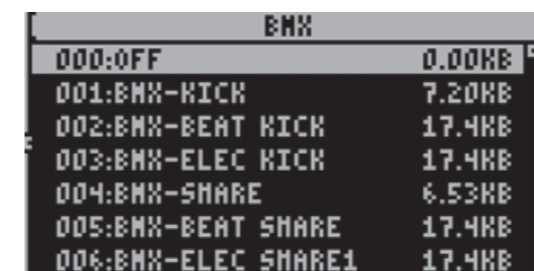 BMX
000:OFF 0.00KB
001:BMX-KICK 7.20KB
002:BMX-BEAT KICK 17.4KB
003:BMX-ELEC KICK 17.4KB
004:BMX-SNARE 6.53KB
005:BMX-BEAT SNARE 17.4KB
006:BMX-ELEC SNARE1 17.4KB